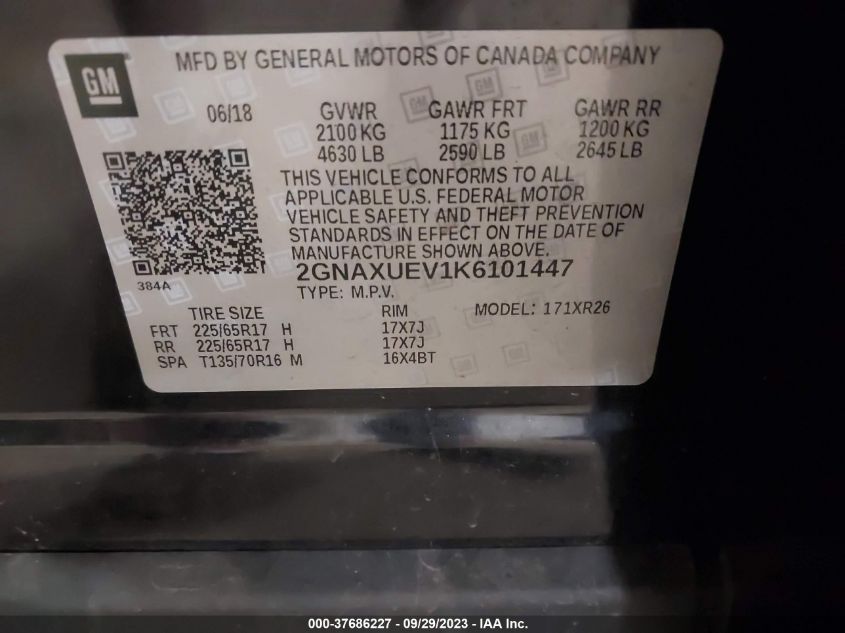 GM
MFD BY GENERAL MOTORS OF CANADA COMPANY
06/18 GVWR GAWR FRT GAWR RR
2100 KG 1175 KG 1200 KG
4630 LB 2590 LB 2645 LB
THIS VEHICLE CONFORMS TO ALL
APPLICABLE U.S. FEDERAL MOTOR
VEHICLE SAFETY AND THEFT PREVENTION
STANDARDS IN EFFECT ON THE DATE OF
MANUFACTURE SHOWN ABOVE.
384A
2GNAXUEV1K6101447
TYPE: M.P.V.
TIRE SIZE RIM MODEL: 171XR26
FRT 225/65R17 H 17X7J
RR 225/65R17 H 17X7J
SPA T135/70R16 M 16X4BT
000-37686227 - 09/29/2023 - IAA Inc.